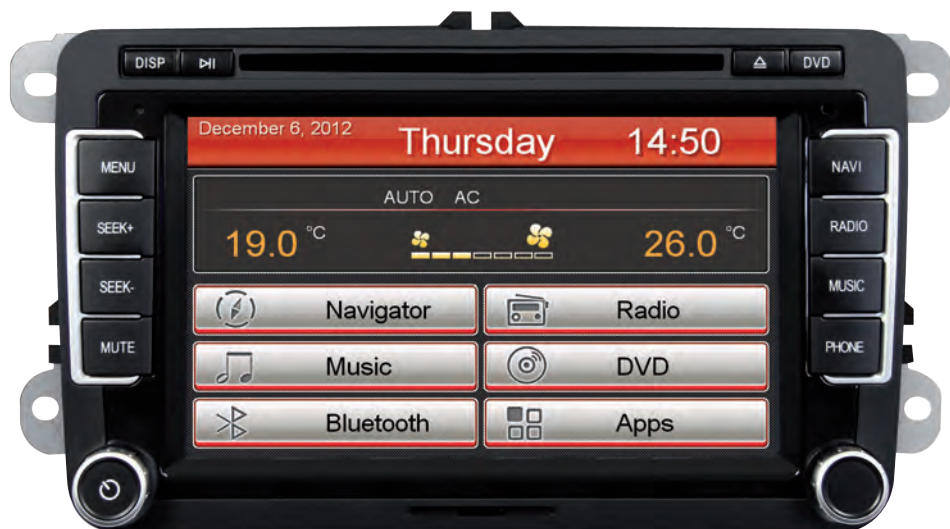 DISP
DVD
MENU
SEEK+
SEEK-
MUTE
December 6, 2012
Thursday
14:50
AUTO AC
19.0 °C
26.0 °C
Navigator
Radio
Music
DVD
Bluetooth
Apps
NAVI
RADIO
MUSIC
PHONE